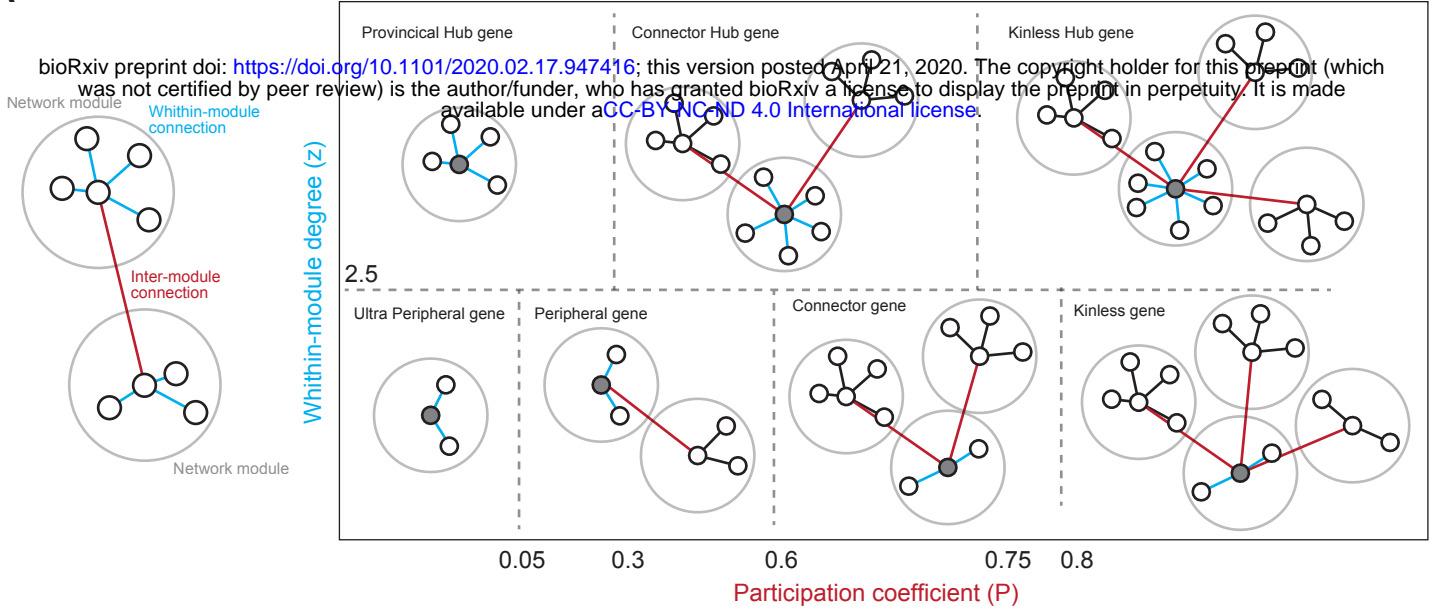 Provincical Hub gene
Connector Hub gene
Kinless Hub gene
bioRxiv preprint doi: https://doi.org/10.1101/2020.02.17.947416; this version posted April 21, 2020. The copyright holder for this preprint (which
was not certified by peer review) is the author/funder, who has granted bioRxiv a license to display the preprint in perpetuity. It is made
available under aCC-BY-NC-ND 4.0 International license.
Network module
Whithin-module
connection
Inter-module
connection
Network module
Whithin-module degree (z)
2.5
Ultra Peripheral gene
Peripheral gene
Connector gene
Kinless gene
0.05
0.3
0.6
0.75
0.8
Participation coefficient (P)